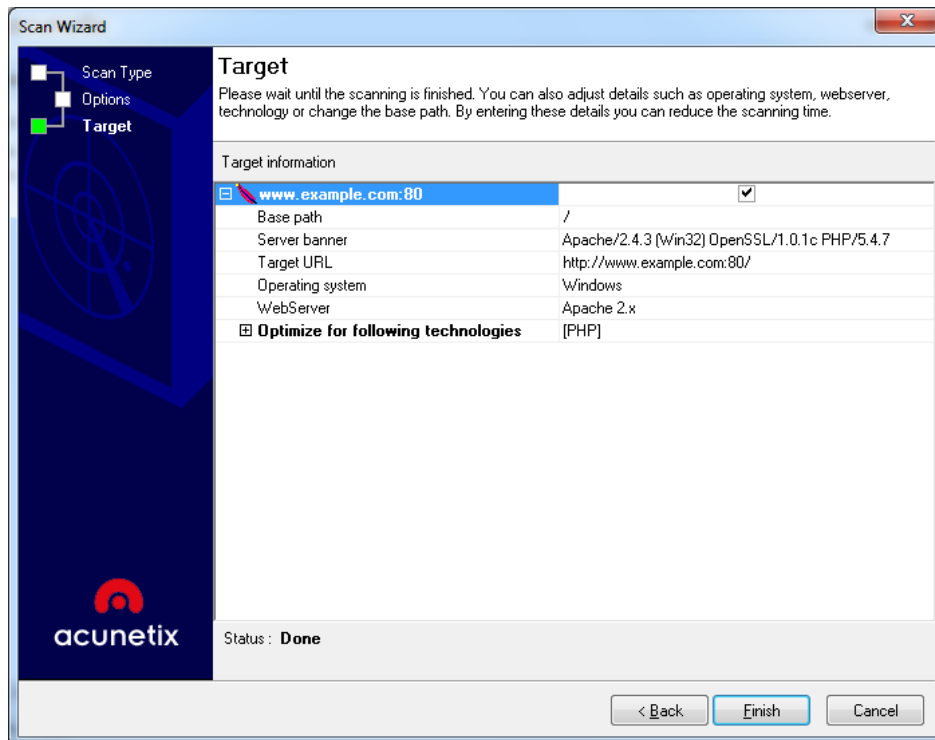 Scan Wizard
Scan Type
Options
Target
Target
Please wait until the scanning is finished. You can also adjust details such as operating system, webserver,
technology or change the base path. By entering these details you can reduce the scanning time.
Target information
www.example.com:80
Base path /
Server banner Apache/2.4.3 (Win32) OpenSSL/1.0.1c PHP/5.4.7
Target URL http://www.example.com:80/
Operating system Windows
WebServer Apache 2.x
Optimize for following technologies [PHP]
acunetix
Status : Done
< Back Finish Cancel